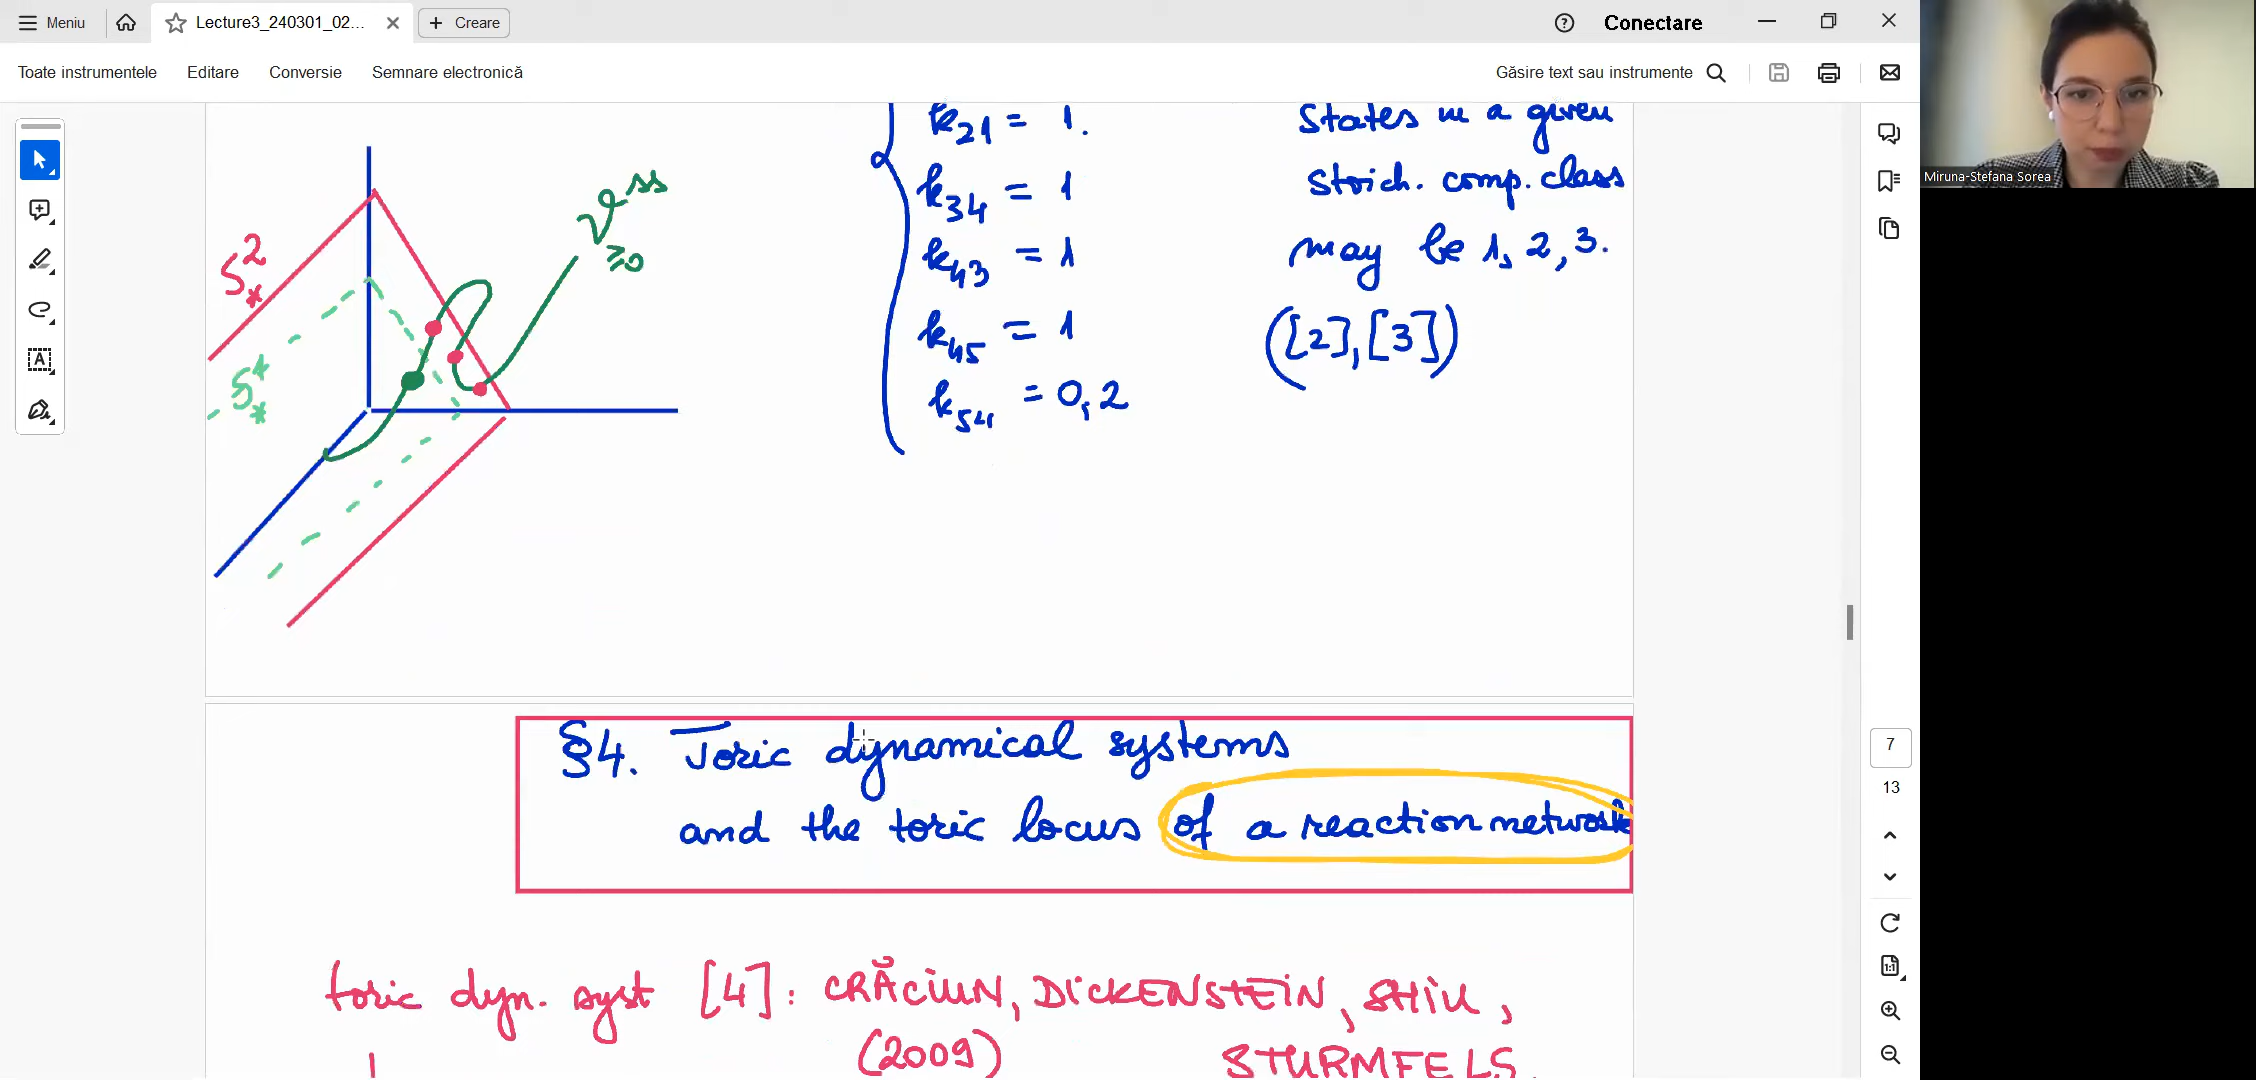 Meniu
Lecture3_240301_02...
Creare
Conectare
Toate instrumentele
Editare
Conversie
Semnare electronică
Găsire text sau instrumente
Miruna-Stefana Sorea
k21 = 1.
k34 = 1
k43 = 1
k45 = 1
k54 = 0,2
States in a given
stoich. comp. class
may be 1, 2, 3.
([2],[3])
S*2
S**
V≥0ss
7
13
§4. Toric dynamical systems
and the toric locus of a reaction network
toric dyn. syst [4]: CRĂCIUN, DICKENSTEIN, SHIU,
(2009) STURMFELS